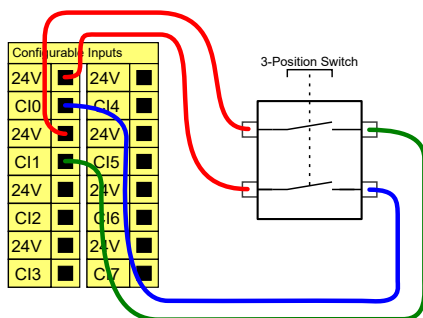 Configurable Inputs
3-Position Switch
24V 24V
CI0 CI4
24V 24V
CI1 CI5
24V 24V
CI2 CI6
24V 24V
CI3 CI7